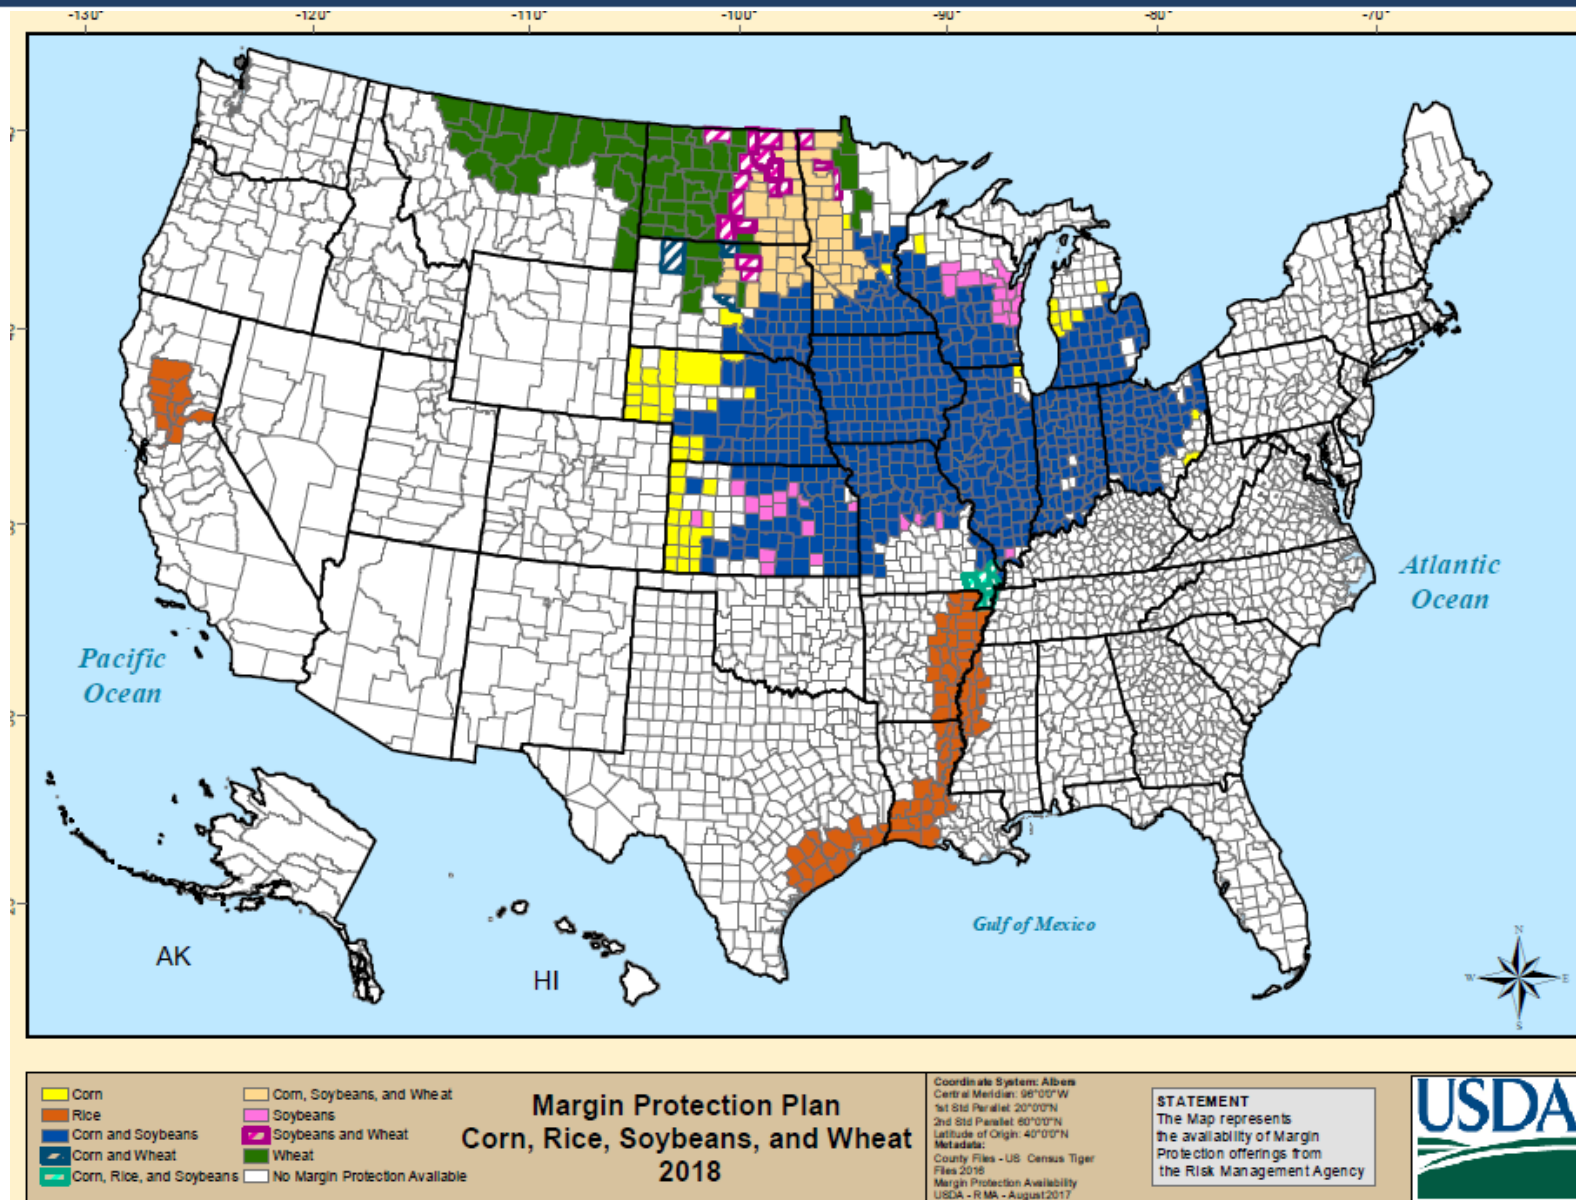 -130° -120° -110° -100° -90° -80° -70°
Pacific
Ocean
Atlantic
Ocean
Gulf of Mexico
AK
HI
N
W E
S
Corn
Rice
Corn and Soybeans
Corn and Wheat
Corn, Rice, and Soybeans
Corn, Soybeans, and Wheat
Soybeans
Soybeans and Wheat
Wheat
No Margin Protection Available
Margin Protection Plan
Corn, Rice, Soybeans, and Wheat
2018
Coordinate System: Albers
Central Meridian: 96°0'0"W
1st Std Parallel: 20°0'0"N
2nd Std Parallel: 60°0'0"N
Latitude of Origin: 40°0'0"N
Metadata:
County Files - US Census Tiger
Files 2016
Margin Protection Availability
USDA - RMA - August 2017
STATEMENT
The Map represents
the availability of Margin
Protection offerings from
the Risk Management Agency
USDA